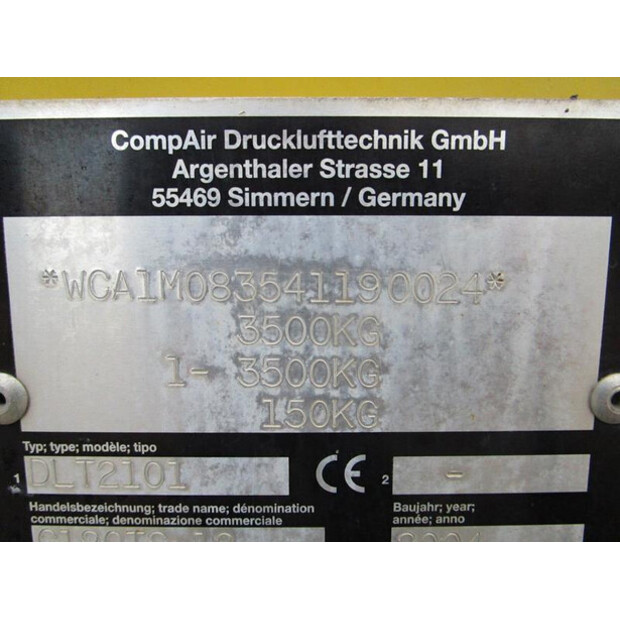 CompAir Drucklufttechnik GmbH
Argenthaler Strasse 11
55469 Simmern / Germany
*WCA1M083541190024*
3500KG
1- 3500KG
150KG
Typ; type; modèle; tipo
1 DLT2101 CE 2 -
Handelsbezeichnung; trade name; dénomination
commerciale; denominazione commerciale
Baujahr; year;
année; anno